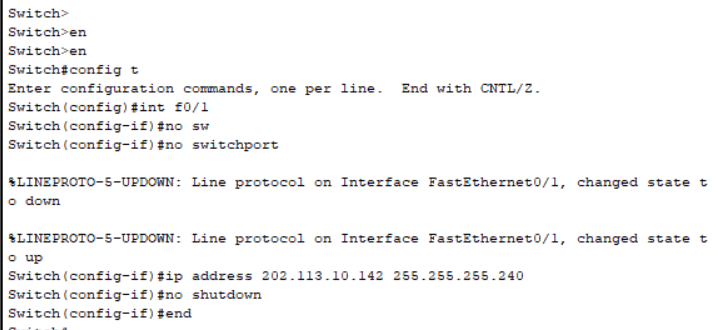 Switch>
Switch>en
Switch>en
Switch#config t
Enter configuration commands, one per line.  End with CNTL/Z.
Switch(config)#int f0/1
Switch(config-if)#no sw
Switch(config-if)#no switchport
%LINEPROTO-5-UPDOWN: Line protocol on Interface FastEthernet0/1, changed state t
o down
%LINEPROTO-5-UPDOWN: Line protocol on Interface FastEthernet0/1, changed state t
o up
Switch(config-if)#ip address 202.113.10.142 255.255.255.240
Switch(config-if)#no shutdown
Switch(config-if)#end